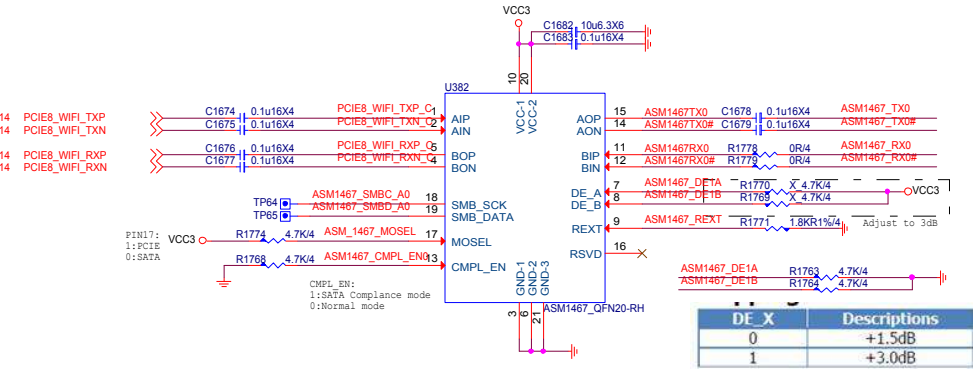 VCC3
C1682 10u6.3X6
C1683 0.1u16X4
10
20
U382
VCC-1
VCC-2
14 PCIE8_WIFI_TXP
C1674 0.1u16X4
PCIE8_WIFI_TXP_C
1
AIP
14 PCIE8_WIFI_TXN
C1675 0.1u16X4
PCIE8_WIFI_TXN_C
2
AIN
14 PCIE8_WIFI_RXP
C1676 0.1u16X4
PCIE8_WIFI_RXP_C
5
BOP
14 PCIE8_WIFI_RXN
C1677 0.1u16X4
PCIE8_WIFI_RXN_C
4
BON
TP64
ASM1467_SMBC_A0
18
SMB_SCK
TP65
ASM1467_SMBD_A0
19
SMB_DATA
PIN17:
1:PCIE
0:SATA
VCC3
R1774 4.7K/4
ASM_1467_MOSEL
17
MOSEL
R1768 4.7K/4
ASM1467_CMPL_EN0
13
CMPL_EN
CMPL_EN:
1:SATA Complance mode
0:Normal mode
AOP
15
ASM1467TX0
C1678 0.1u16X4
ASM1467_TX0
AON
14
ASM1467TX0#
C1679 0.1u16X4
ASM1467_TX0#
BIP
11
ASM1467RX0
R1778 0R/4
ASM1467_RX0
BIN
12
ASM1467RX0#
R1779 0R/4
ASM1467_RX0#
DE_A
7
ASM1467_DE1A
R1770 X_4.7K/4
VCC3
DE_B
8
ASM1467_DE1B
R1769 X_4.7K/4
REXT
9
ASM1467_REXT
R1771 1.8KR1%/4
Adjust to 3dB
RSVD
16
GND-1
GND-2
GND-3
3
6
21
ASM1467_QFN20-RH
ASM1467_DE1A
R1763 4.7K/4
ASM1467_DE1B
R1764 4.7K/4
DE_X Descriptions
0 +1.5dB
1 +3.0dB